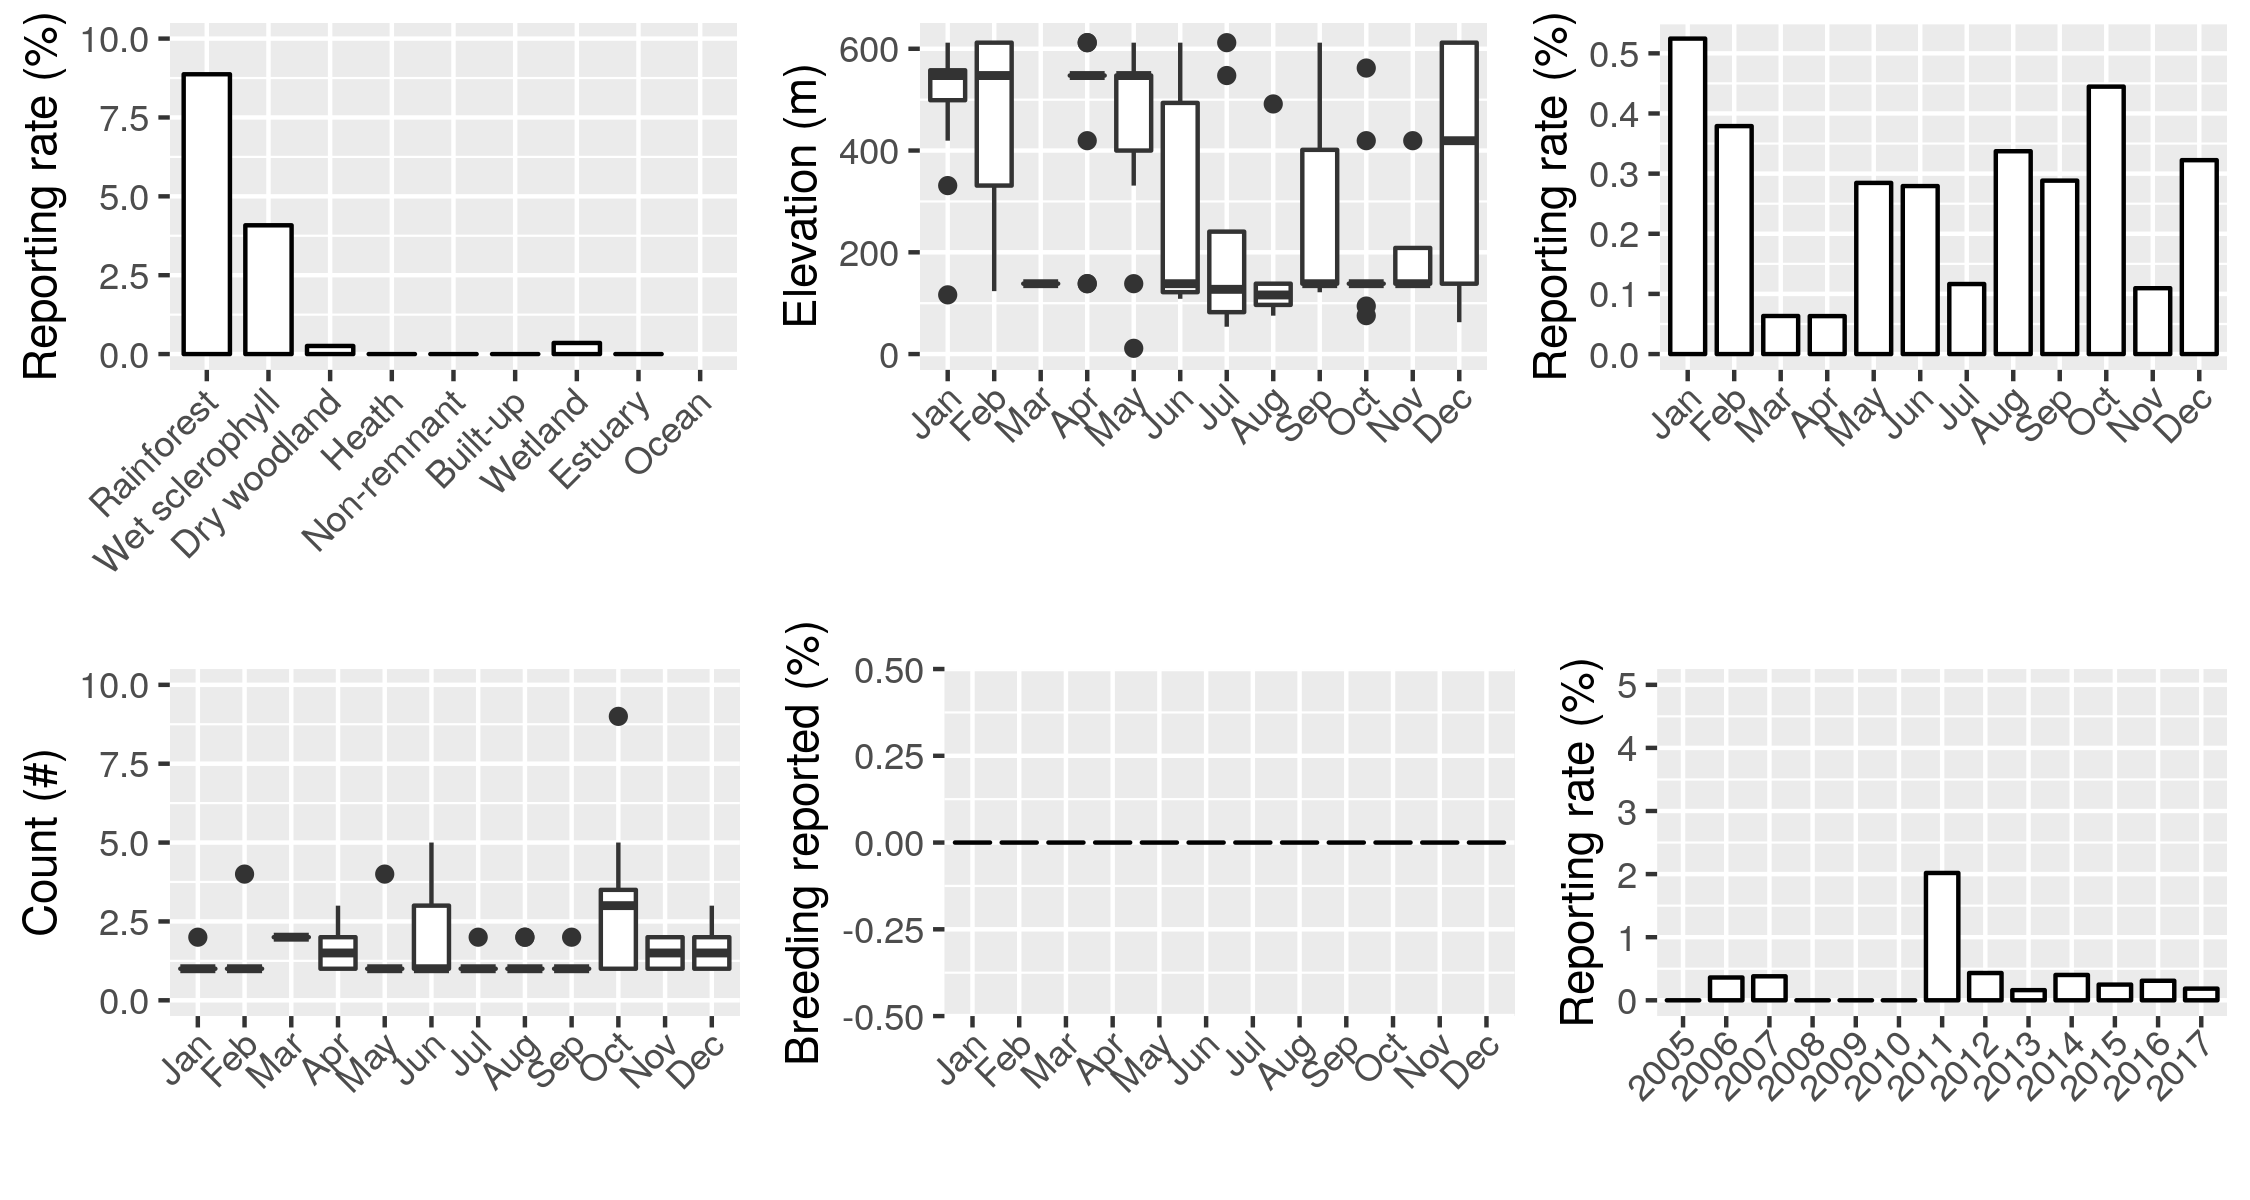 Reporting rate (%)
10.0
7.5
5.0
2.5
0.0
Rainforest
Wet sclerophyll
Dry woodland
Heath
Non-remnant
Built-up
Wetland
Estuary
Ocean
Elevation (m)
600
400
200
0
Jan
Feb
Mar
Apr
May
Jun
Jul
Aug
Sep
Oct
Nov
Dec
Reporting rate (%)
0.5
0.4
0.3
0.2
0.1
0.0
Jan
Feb
Mar
Apr
May
Jun
Jul
Aug
Sep
Oct
Nov
Dec
Count (#)
10.0
7.5
5.0
2.5
0.0
Jan
Feb
Mar
Apr
May
Jun
Jul
Aug
Sep
Oct
Nov
Dec
Breeding reported (%)
0.50
0.25
0.00
-0.25
-0.50
Jan
Feb
Mar
Apr
May
Jun
Jul
Aug
Sep
Oct
Nov
Dec
Reporting rate (%)
5
4
3
2
1
0
2005
2006
2007
2008
2009
2010
2011
2012
2013
2014
2015
2016
2017